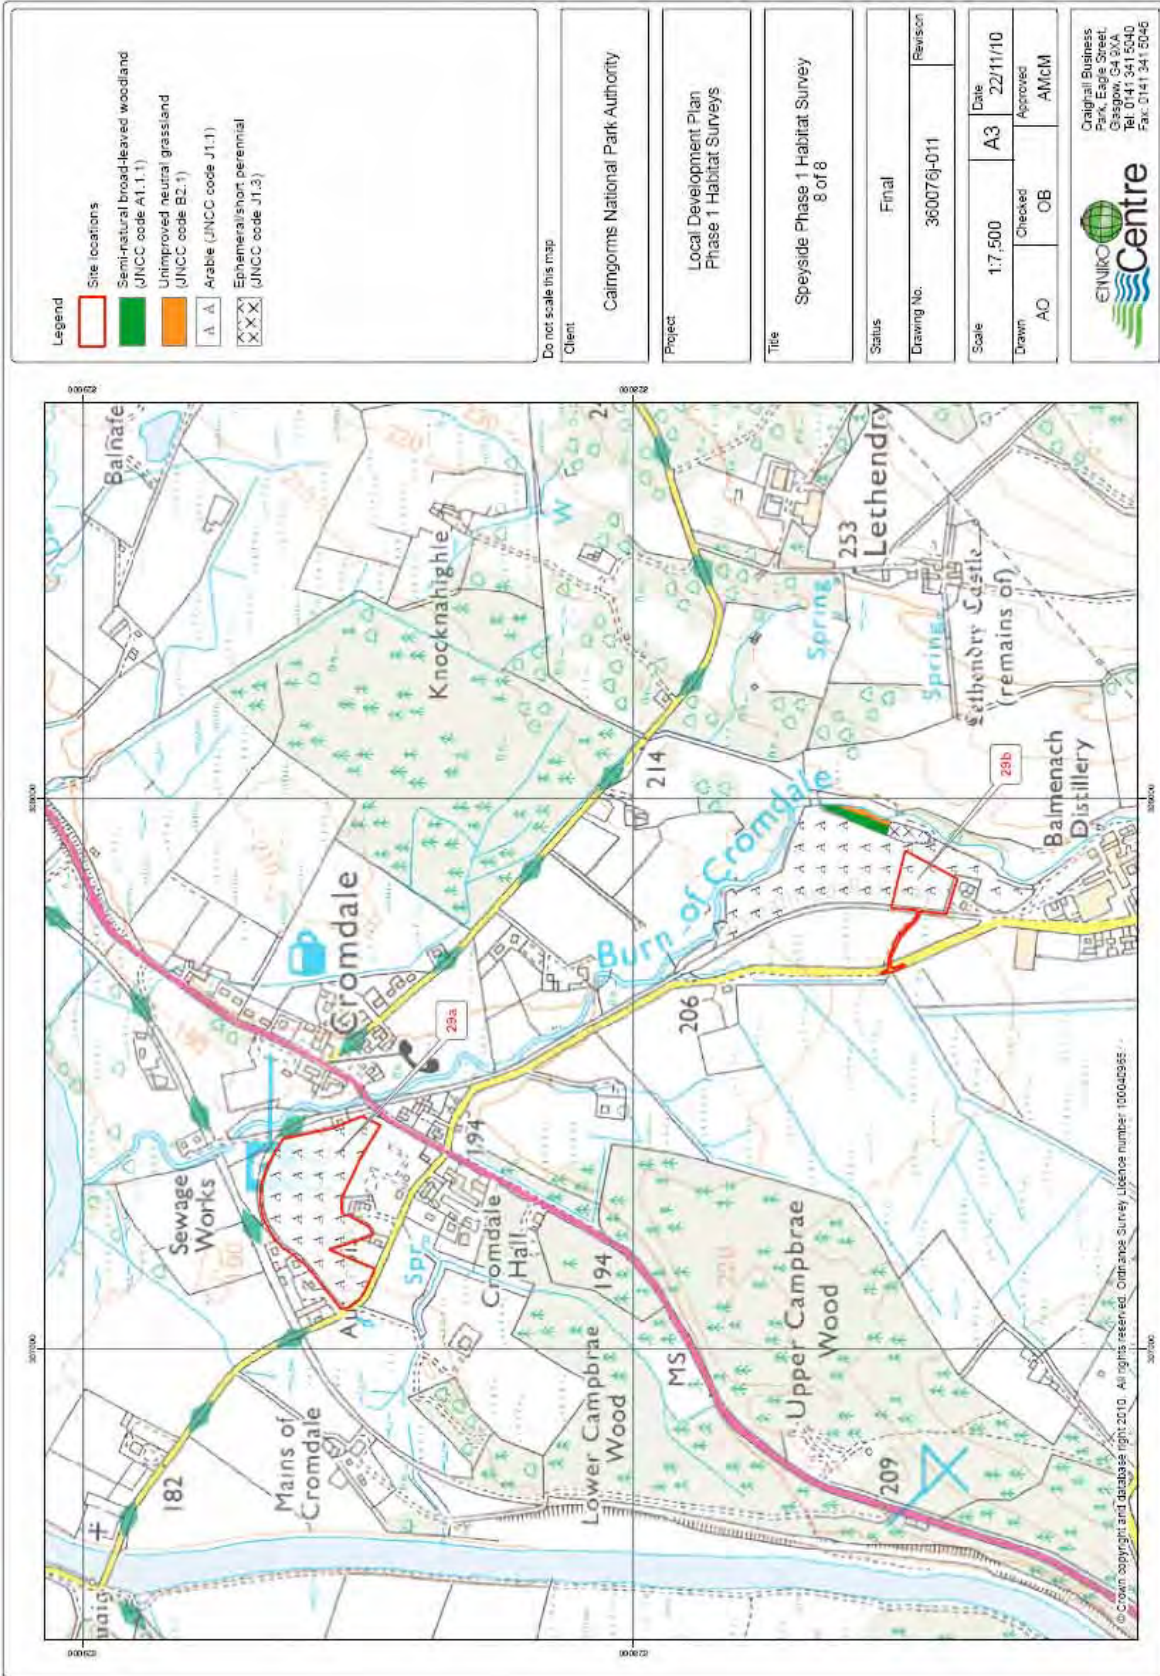 Legend
Site locations
Semi-natural broad-leaved woodland
(JNCC code A1.1.1)
Unimproved neutral grassland
(JNCC code B2.1)
A A
Arable (JNCC code J1.1)
Ephemeral/short perennial
(JNCC code J1.3)
Do not scale this map
Client
Cairngorms National Park Authority
Project
Local Development Plan
Phase 1 Habitat Surveys
Title
Speyside Phase 1 Habitat Survey
8 of 8
Status
Final
Drawing No.
360076j-011
Revision
Scale
1:7,500
A3
Date
22/11/10
Drawn
AO
Checked
OB
Approved
AMcM
ENVIRO
Centre
Craighall Business
Park, Eagle Street,
Glasgow, G4 9XA
Tel: 0141 341 5040
Fax: 0141 341 5045
Balnafe
Knocknahighle
W
220
Cromdale
Sewage
Works
190
29a
194
Spr
Cromdale
Hall
194
182
Mains of
Cromdale
Lower Campbrae
Wood
MS
Upper Campbrae
Wood
209
206
214
Burn of Cromdale
253
Lethendry
Spring
Spring
Lethendry Castle
(remains of)
29b
Balmenach
Distillery
307000
307000
© Crown copyright and database right 2010. All rights reserved. Ordnance Survey Licence number 100040965.